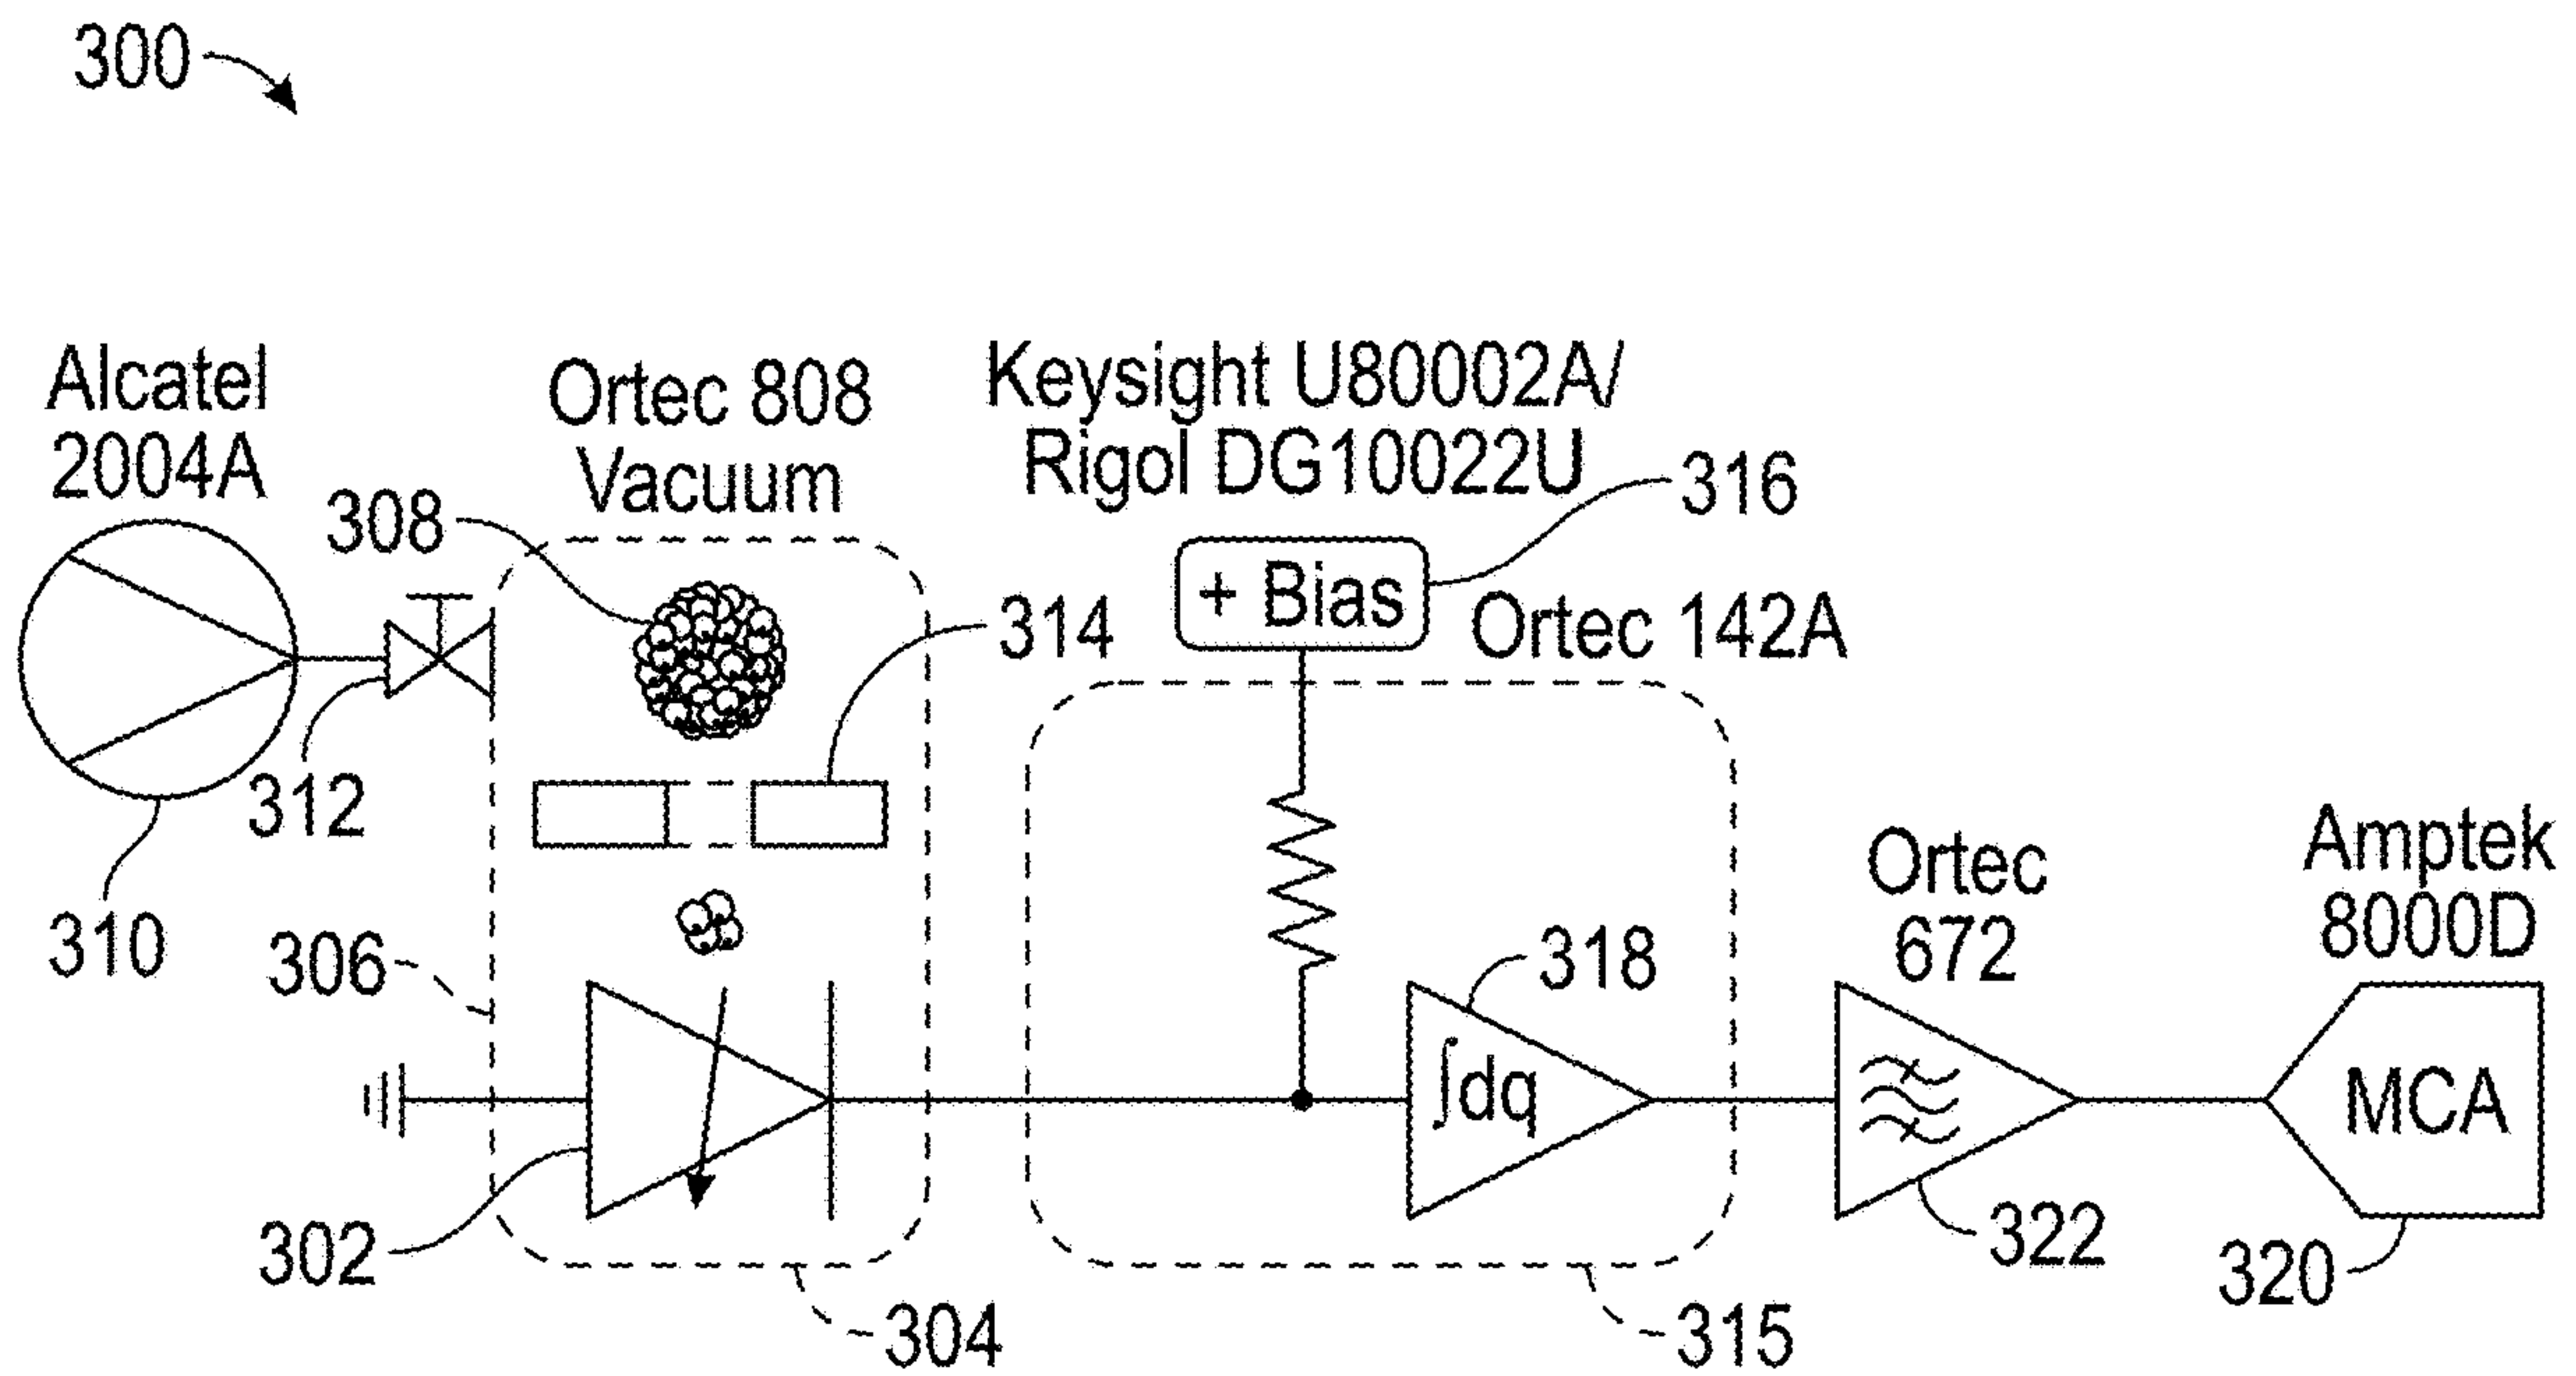 300
Alcatel
2004A
Ortec 808
Vacuum
Keysight U80002A/
Rigol DG10022U
308
316
+ Bias
Ortec 142A
314
312
310
306
318
Ortec
672
Amptek
8000D
∫dq
MCA
302
322
320
304
315